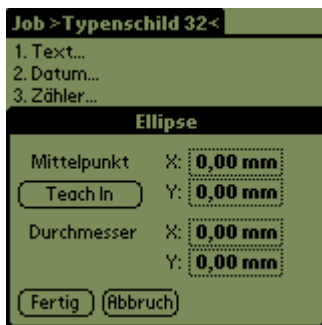 Job >Typenschild 32<
1. Text...
2. Datum...
3. Zähler...
Ellipse
Mittelpunkt X: 0,00 mm
Teach In Y: 0,00 mm
Durchmesser X: 0,00 mm
Y: 0,00 mm
Fertig Abbruch